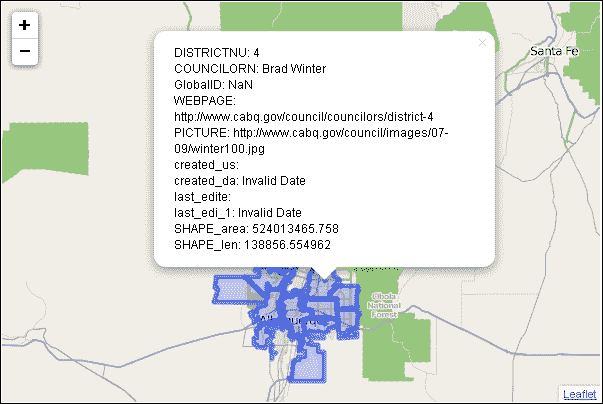 +
−
DISTRICTNU: 4
COUNCILORN: Brad Winter
GlobalID: NaN
WEBPAGE:
http://www.cabq.gov/council/councilors/district-4
PICTURE: http://www.cabq.gov/council/images/07-
09/winter100.jpg
created_us:
created_da: Invalid Date
last_edite:
last_edi_1: Invalid Date
SHAPE_area: 524013465.758
SHAPE_len: 138856.554962
×
Santa Fe
Cibola
National
Forest
Leaflet